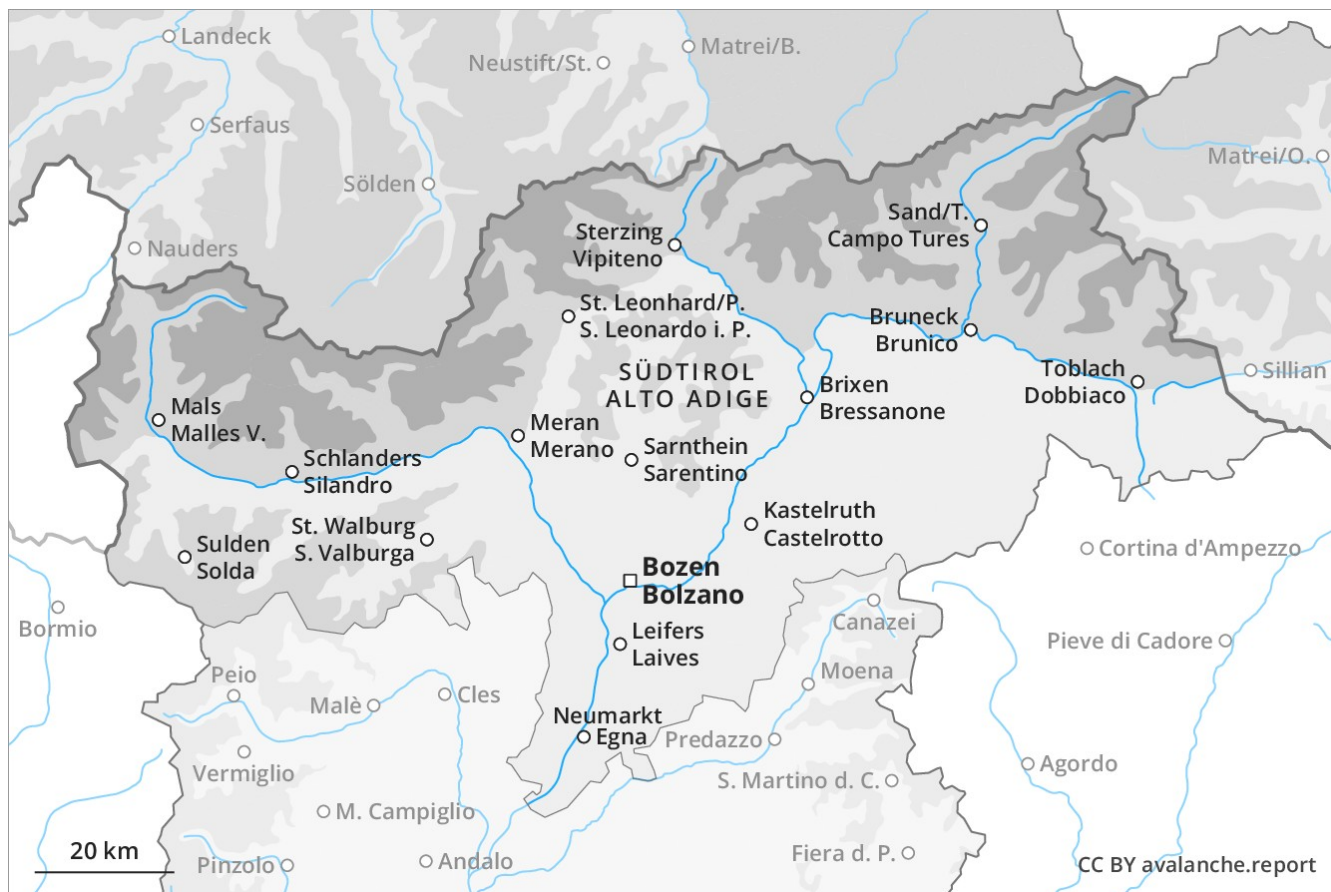 Landeck
Matrei/B.
Neustift/St.
Serfaus
Matrei/O.
Sölden
Sand/T.
Campo Tures
Sterzing
Vipiteno
Nauders
St. Leonhard/P.
S. Leonardo i. P.
Bruneck
Brunico
SÜDTIROL
ALTO ADIGE
Toblach
Dobbiaco
Sillian
Brixen
Bressanone
Mals
Malles V.
Meran
Merano
Sarnthein
Sarentino
Schlanders
Silandro
Kastelruth
Castelrotto
St. Walburg
S. Valburga
Sulden
Solda
Cortina d'Ampezzo
Bozen
Bolzano
Bormio
Canazei
Leifers
Laives
Pieve di Cadore
Peio
Moena
Malè
Cles
Neumarkt
Egna
Predazzo
Vermiglio
Agordo
S. Martino d. C.
M. Campiglio
20 km
Pinzolo
Andalo
Fiera d. P.
CC BY avalanche.report